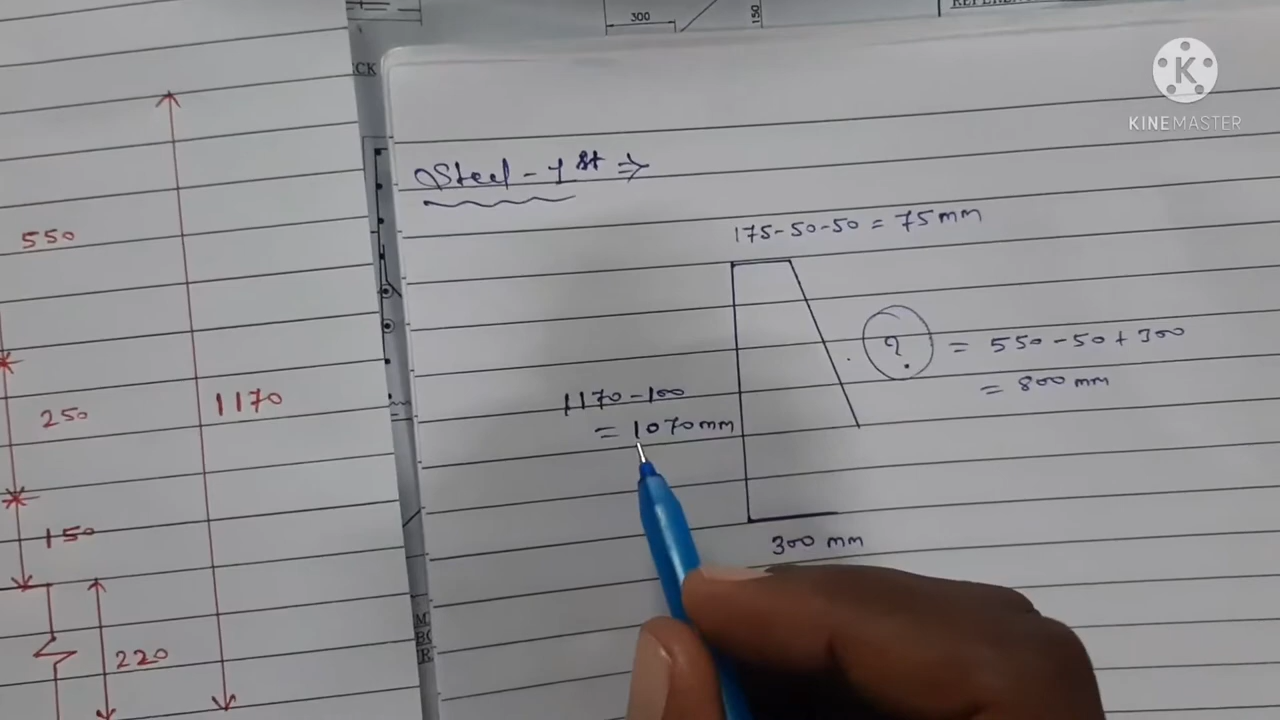 300
150
CK
K
KINEMASTER
Steel - 1st ⇒
175-50-50 = 75mm
550
? = 550-50+300
= 800 mm
1170-100
= 1070mm
250
1170
150
300 mm
220